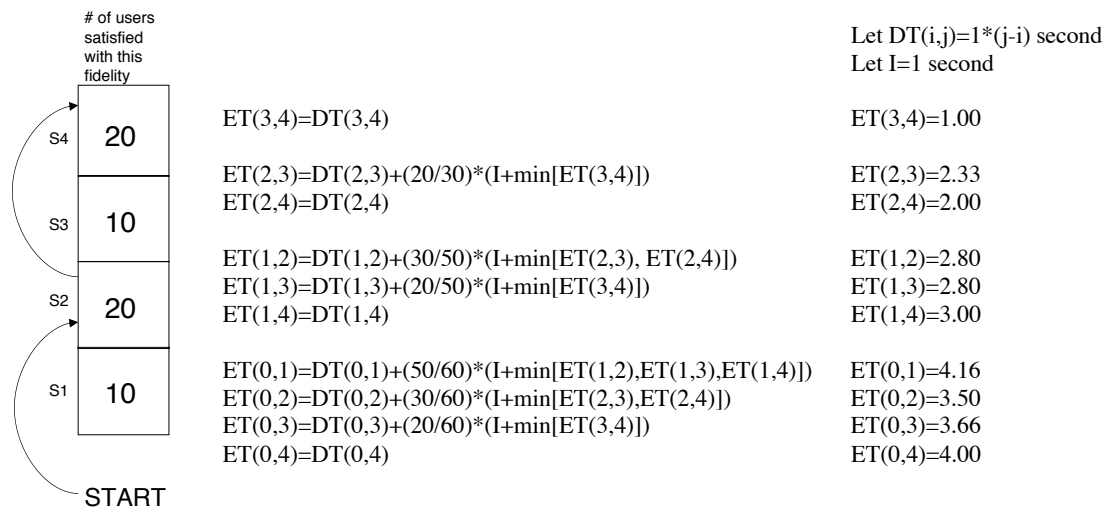 # of users
satisfied
with this
fidelity
Let DT(i,j)=1*(j-i) second
Let I=1 second
S4
20
ET(3,4)=DT(3,4)
ET(3,4)=1.00
S3
10
ET(2,3)=DT(2,3)+(20/30)*(I+min[ET(3,4)])
ET(2,3)=2.33
ET(2,4)=DT(2,4)
ET(2,4)=2.00
S2
20
ET(1,2)=DT(1,2)+(30/50)*(I+min[ET(2,3), ET(2,4)])
ET(1,2)=2.80
ET(1,3)=DT(1,3)+(20/50)*(I+min[ET(3,4)])
ET(1,3)=2.80
ET(1,4)=DT(1,4)
ET(1,4)=3.00
S1
10
ET(0,1)=DT(0,1)+(50/60)*(I+min[ET(1,2),ET(1,3),ET(1,4)])
ET(0,1)=4.16
ET(0,2)=DT(0,2)+(30/60)*(I+min[ET(2,3),ET(2,4)])
ET(0,2)=3.50
ET(0,3)=DT(0,3)+(20/60)*(I+min[ET(3,4)])
ET(0,3)=3.66
ET(0,4)=DT(0,4)
ET(0,4)=4.00
START